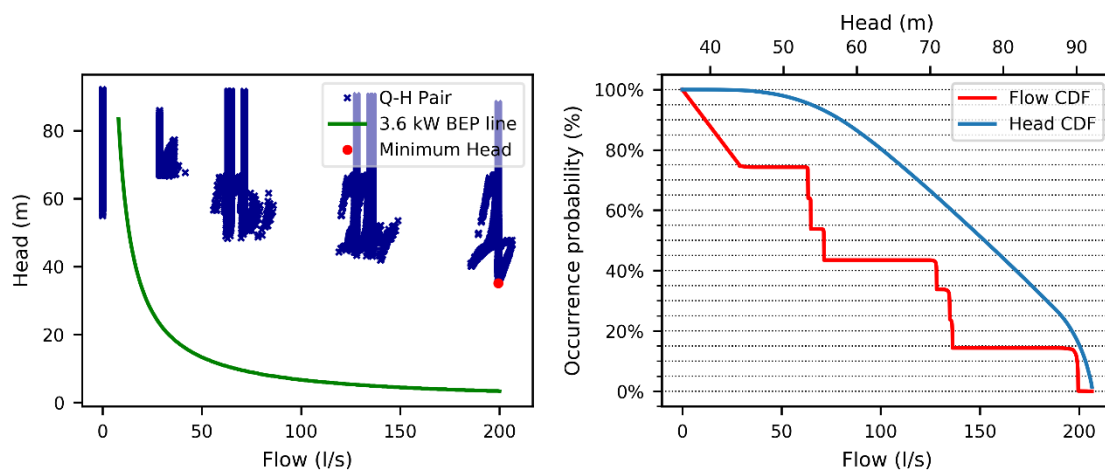 Head (m)
80
60
40
20
0
0
50
100
150
200
Flow (l/s)
Q-H Pair
3.6 kW BEP line
Minimum Head
Head (m)
40
50
60
70
80
90
Occurrence probability (%)
100%
80%
60%
40%
20%
0%
0
50
100
150
200
Flow (l/s)
Flow CDF
Head CDF